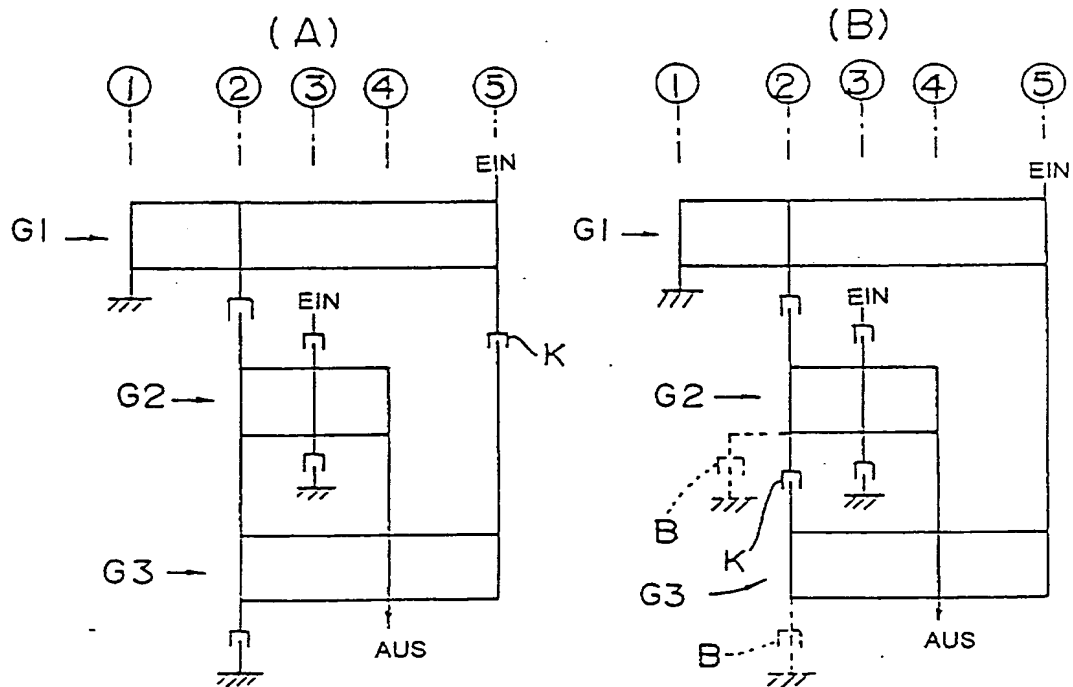 (A)
① ② ③ ④ ⑤
EIN
G1
EIN
K
G2
G3
AUS
(B)
① ② ③ ④ ⑤
EIN
G1
EIN
G2
B
K
G3
B
AUS